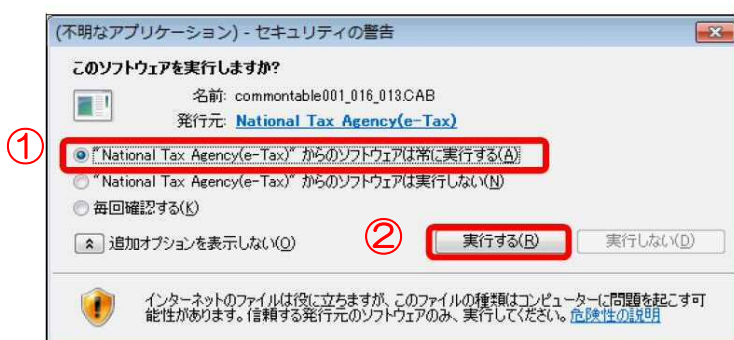 (不明なアプリケーション) - セキュリティの警告
このソフトウェアを実行しますか?
名前: commontable001_016_013.CAB
発行元: National Tax Agency(e-Tax)
① "National Tax Agency(e-Tax)" からのソフトウェアは常に実行する(A)
"National Tax Agency(e-Tax)" からのソフトウェアは実行しない(N)
毎回確認する(K)
追加オプションを表示しない(O) ② 実行する(R) 実行しない(D)
インターネットのファイルは役に立ちますが、このファイルの種類はコンピューターに問題を起こす可
能性があります。信頼する発行元のソフトウェアのみ、実行してください。危険性の説明